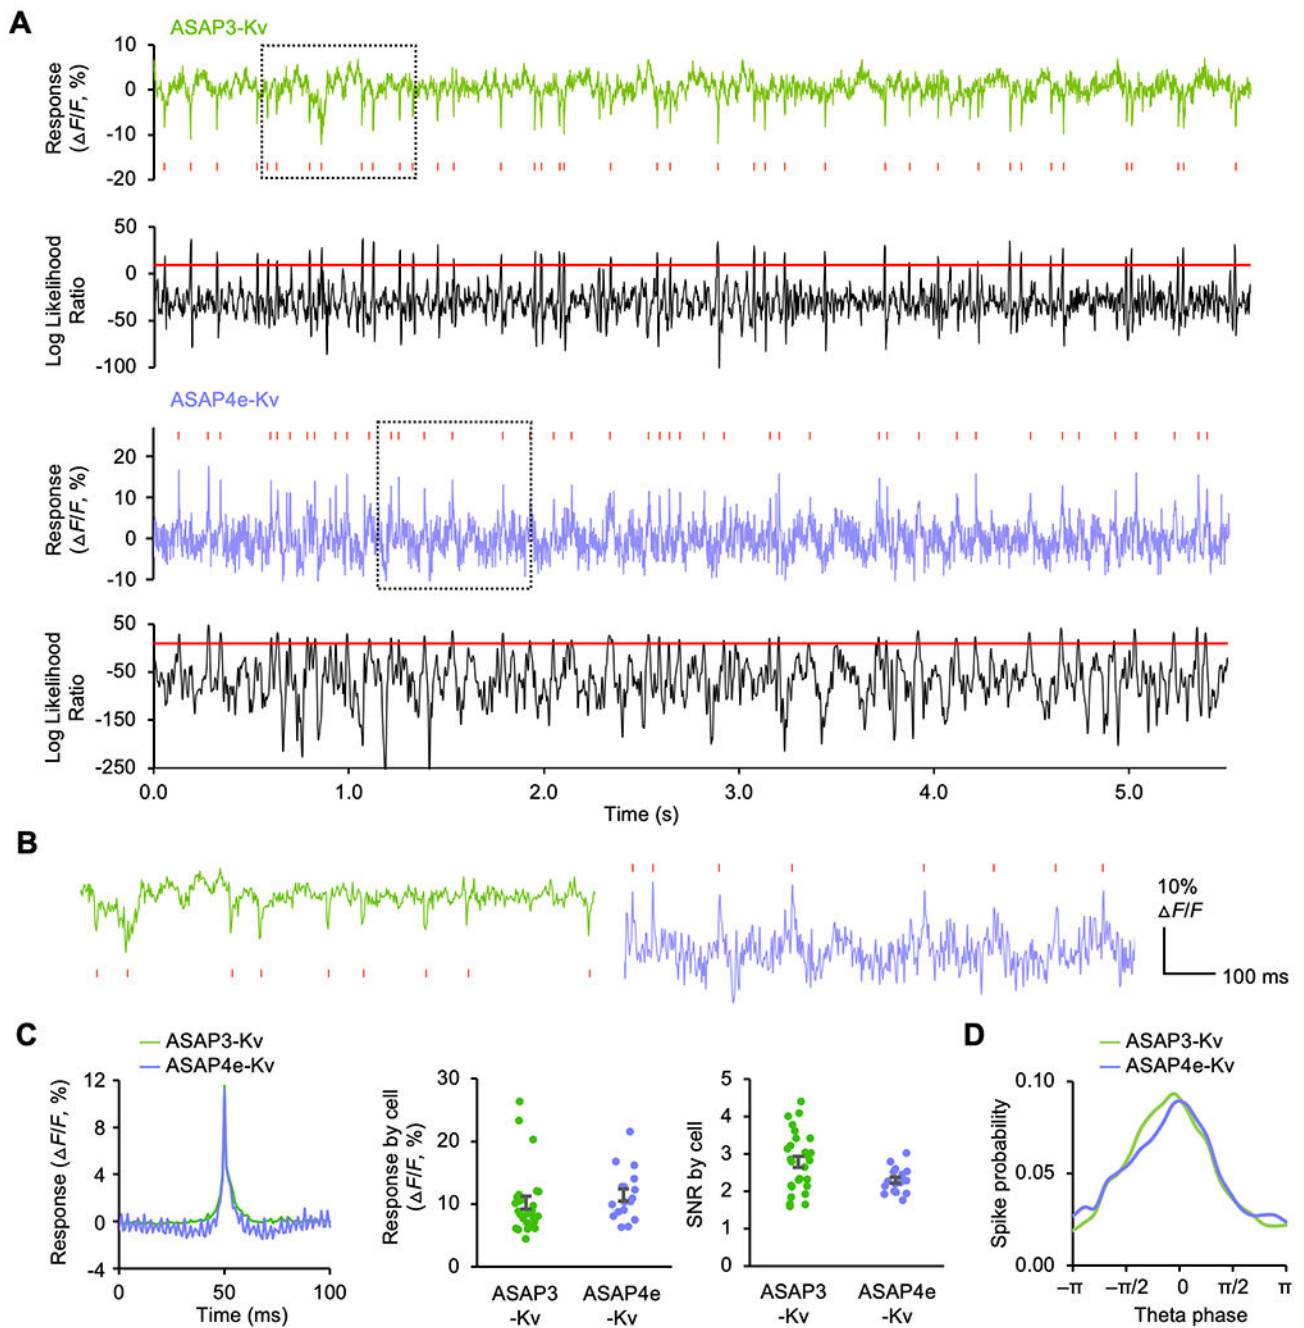 A
ASAP3-Kv
Response
(△F/F, %)
10
0
-10
-20
Log Likelihood
Ratio
50
0
-50
-100
ASAP4e-Kv
Response
(△F/F, %)
20
10
0
-10
Log Likelihood
Ratio
50
-50
-150
-250
0.0 1.0 2.0 3.0 4.0 5.0
Time (s)
B
10%
△F/F
100 ms
C
ASAP3-Kv
ASAP4e-Kv
Response (△F/F, %)
12
8
4
0
-4
0 50 100
Time (ms)
Response by cell
(△F/F, %)
30
20
10
0
ASAP3
-Kv
ASAP4e
-Kv
SNR by cell
5
4
3
2
1
0
ASAP3
-Kv
ASAP4e
-Kv
D
ASAP3-Kv
ASAP4e-Kv
Spike probability
0.10
0.05
0.00
–π –π/2 0 π/2 π
Theta phase